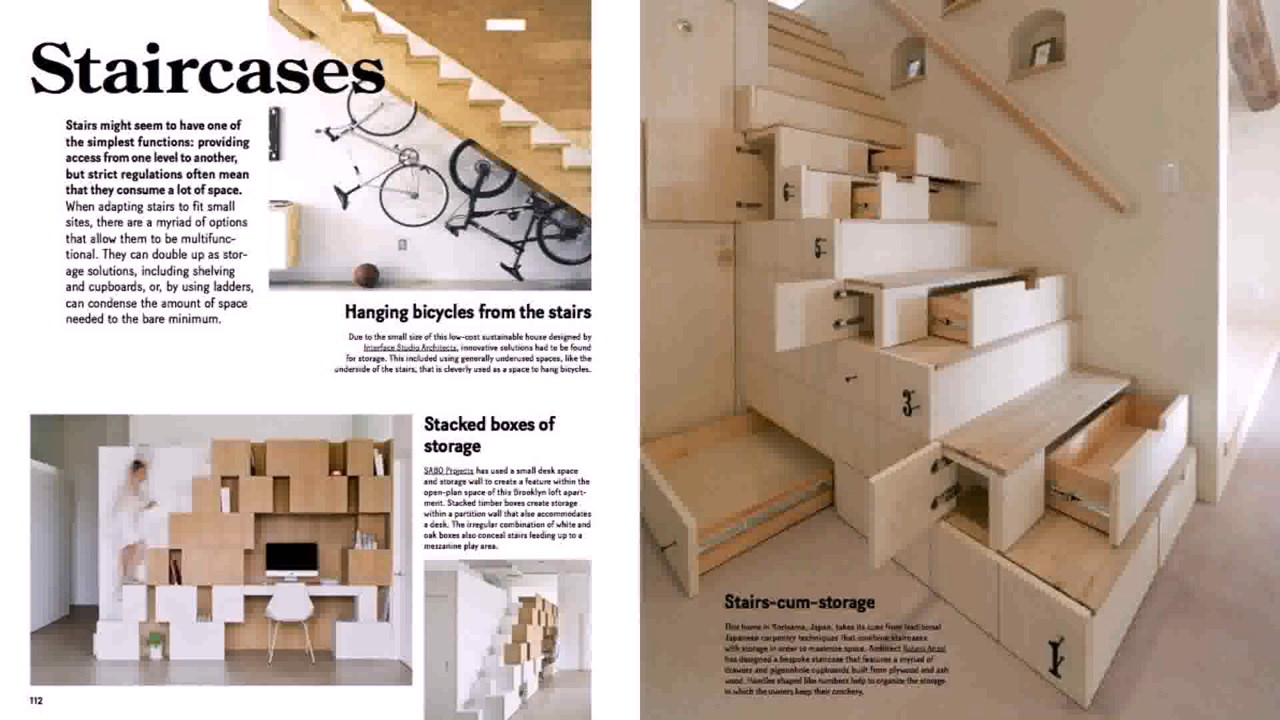 Staircases
Stairs might seem to have one of
the simplest functions: providing
access from one level to another,
but strict regulations often mean
that they consume a lot of space.
When adapting stairs to fit small
sites, there are a myriad of options
that allow them to be multifunc-
tional. They can double up as stor-
age solutions, including shelving
and cupboards, or, by using ladders,
can condense the amount of space
needed to the bare minimum.
Hanging bicycles from the stairs
Due to the small size of this low-cost sustainable house designed by
Interface Studio Architects, innovative solutions had to be found
for storage. This included using generally underused spaces, like the
underside of the stairs, that is cleverly used as a space to hang bicycles.
Stacked boxes of
storage
SABO Projects has used a small desk space
and storage wall to create a feature within the
open-plan space of this Brooklyn loft apart-
ment. Stacked timber boxes create storage
within a partition wall that also accommodates
a desk. The irregular combination of white and
oak boxes also conceal stairs leading up to a
mezzanine play area.
112
6
5
3
1
Stairs-cum-storage
This home in Japan, takes its cues from traditional
Japanese carpentry techniques that combine staircases
with storage in order to maximise space. Architect
has designed a bespoke staircase that features a myriad of
drawers and pigeonhole cupboards built from plywood and ash
wood. Handles shaped like numbers help to organise the storage
in which the owners keep their crockery.